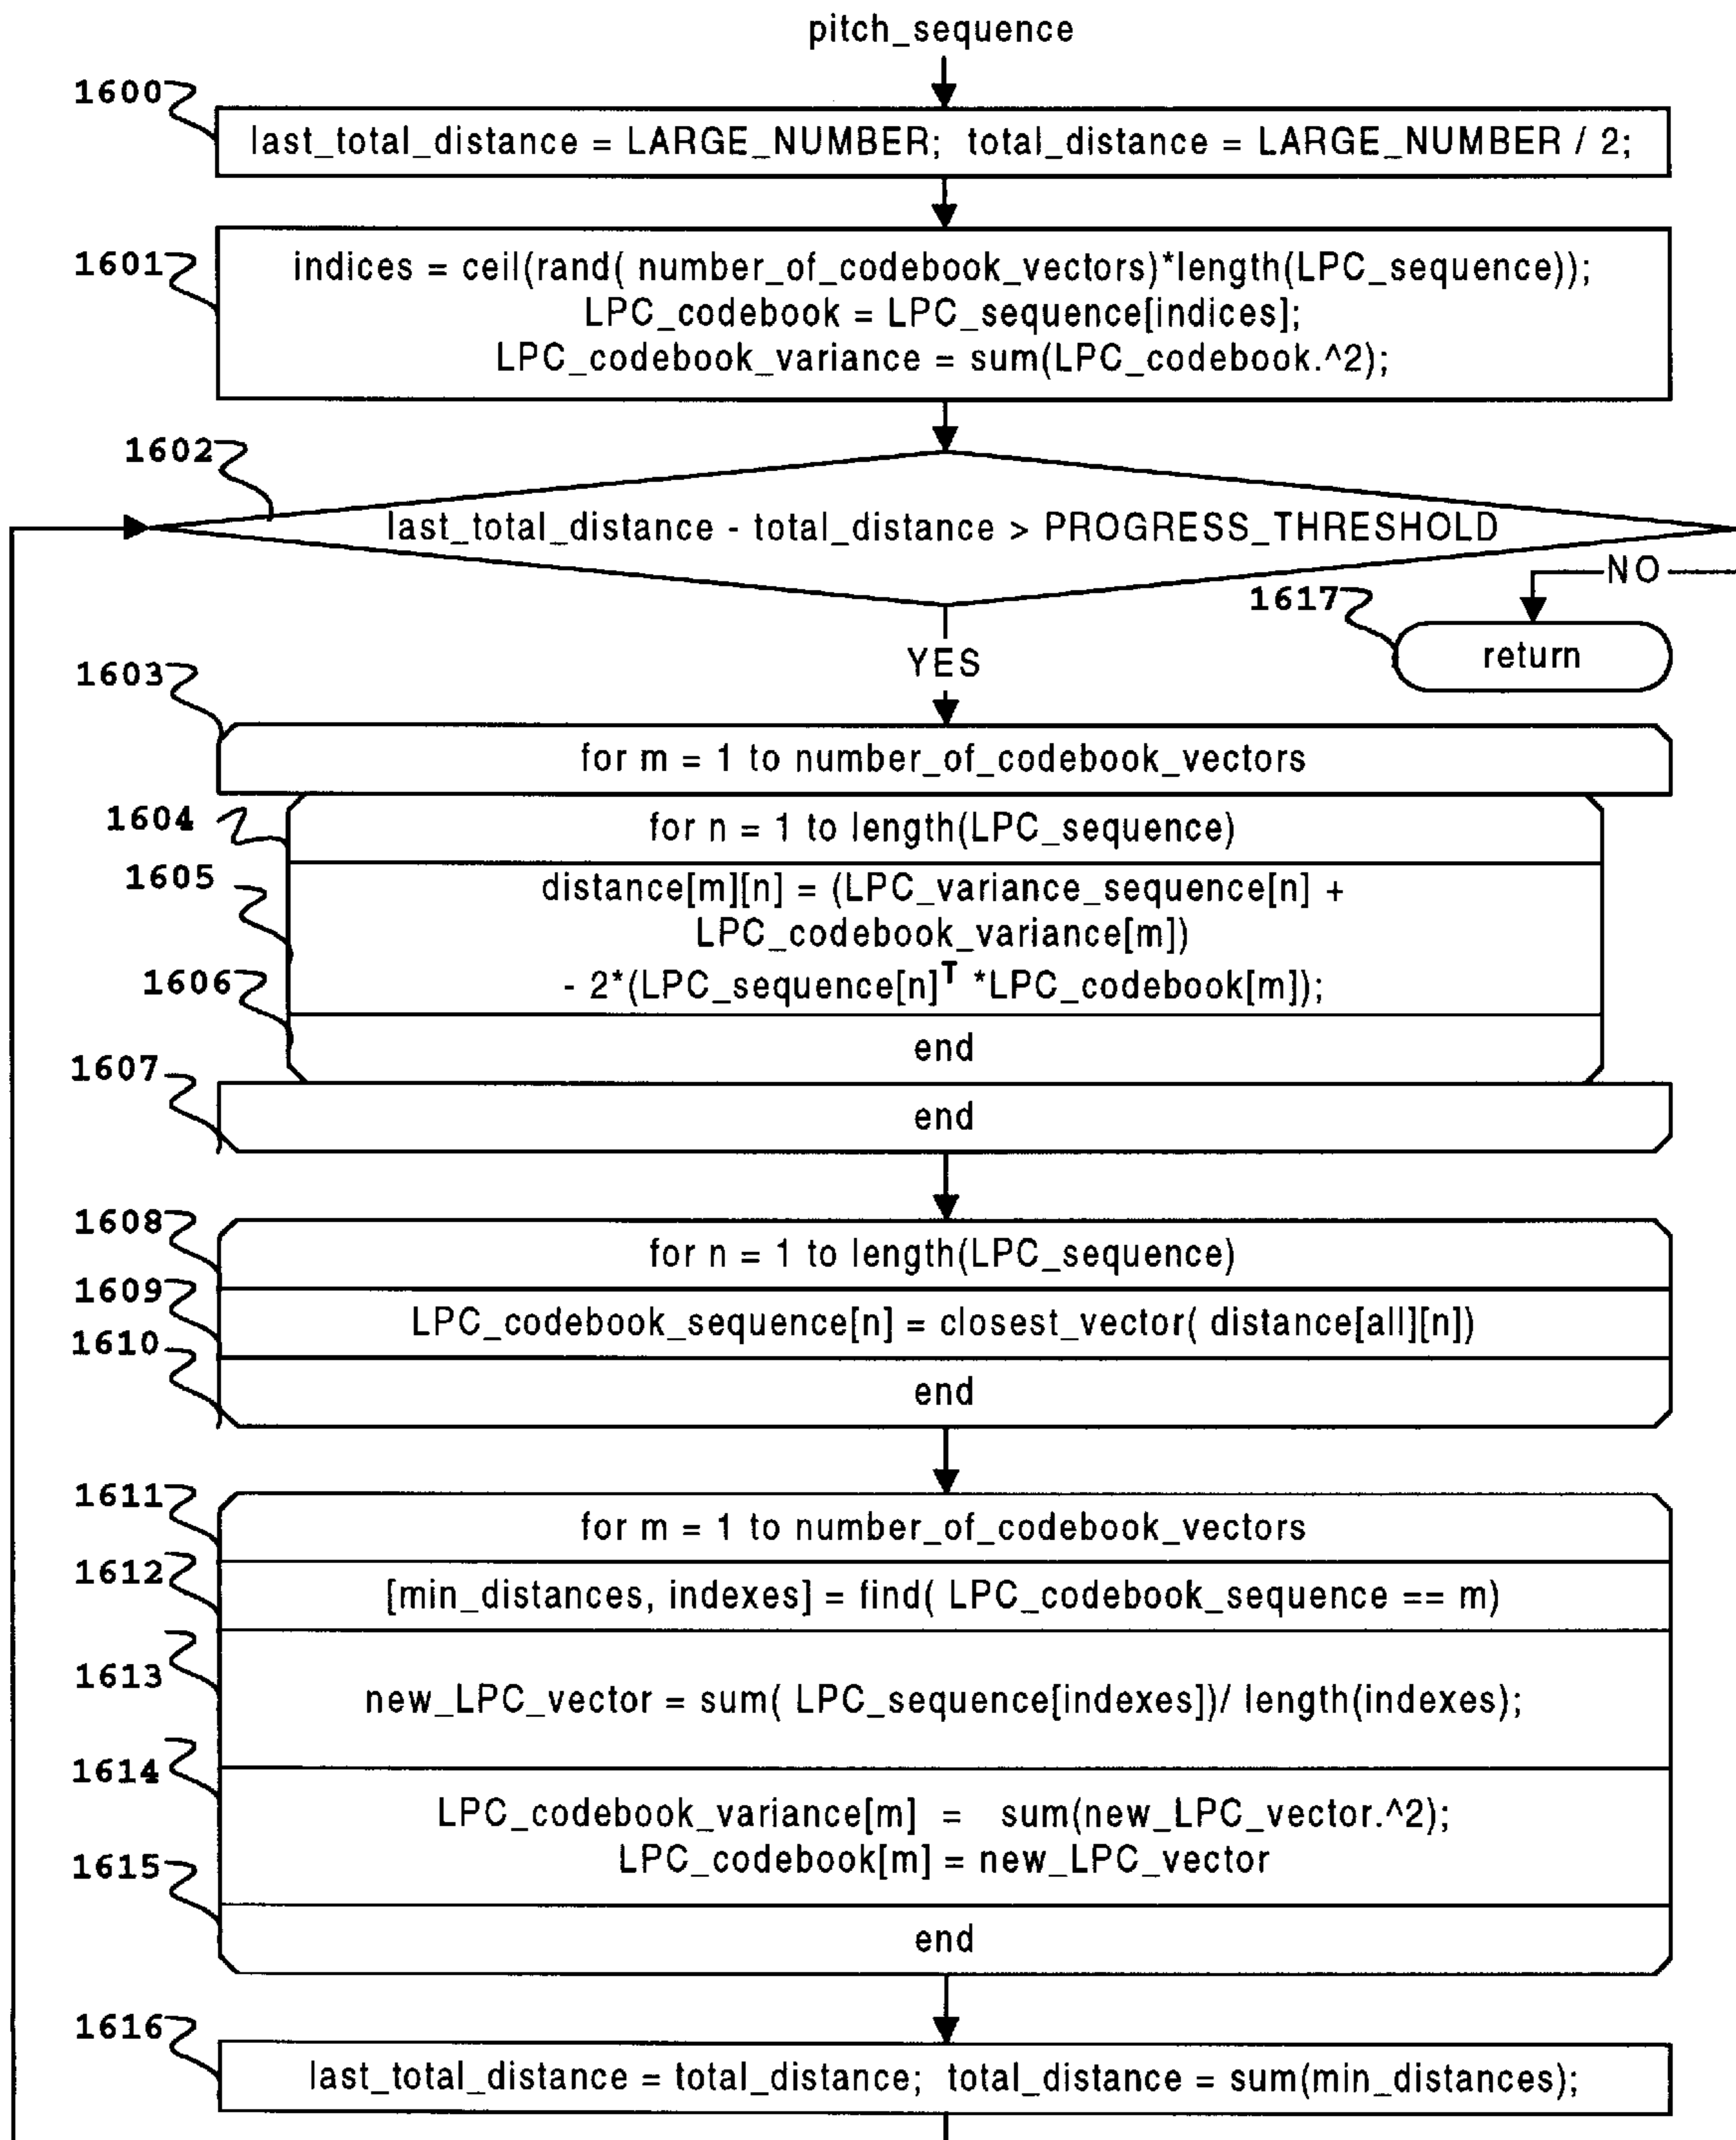 pitch_sequence
1600
last_total_distance = LARGE_NUMBER; total_distance = LARGE_NUMBER / 2;
1601
indices = ceil(rand( number_of_codebook_vectors)*length(LPC_sequence));
LPC_codebook = LPC_sequence[indices];
LPC_codebook_variance = sum(LPC_codebook.^2);
1602
last_total_distance - total_distance > PROGRESS_THRESHOLD
NO
1617
return
YES
1603
for m = 1 to number_of_codebook_vectors
1604
for n = 1 to length(LPC_sequence)
1605
distance[m][n] = (LPC_variance_sequence[n] +
LPC_codebook_variance[m])
- 2*(LPC_sequence[n]ᵀ *LPC_codebook[m]);
1606
end
1607
end
1608
for n = 1 to length(LPC_sequence)
1609
LPC_codebook_sequence[n] = closest_vector( distance[all][n])
1610
end
1611
for m = 1 to number_of_codebook_vectors
1612
[min_distances, indexes] = find( LPC_codebook_sequence == m)
1613
new_LPC_vector = sum( LPC_sequence[indexes])/ length(indexes);
1614
LPC_codebook_variance[m] = sum(new_LPC_vector.^2);
LPC_codebook[m] = new_LPC_vector
1615
end
1616
last_total_distance = total_distance; total_distance = sum(min_distances);